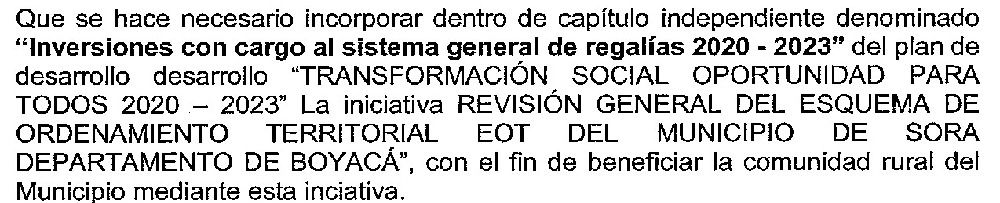 Que se hace necesario incorporar dentro de capítulo independiente denominado
“Inversiones con cargo al sistema general de regalías 2020 - 2023” del plan de
desarrollo desarrollo “TRANSFORMACIÓN SOCIAL OPORTUNIDAD PARA
TODOS 2020 – 2023” La iniciativa REVISIÓN GENERAL DEL ESQUEMA DE
ORDENAMIENTO TERRITORIAL EOT DEL MUNICIPIO DE SORA
DEPARTAMENTO DE BOYACÁ”, con el fin de beneficiar la comunidad rural del
Municipio mediante esta inciativa.